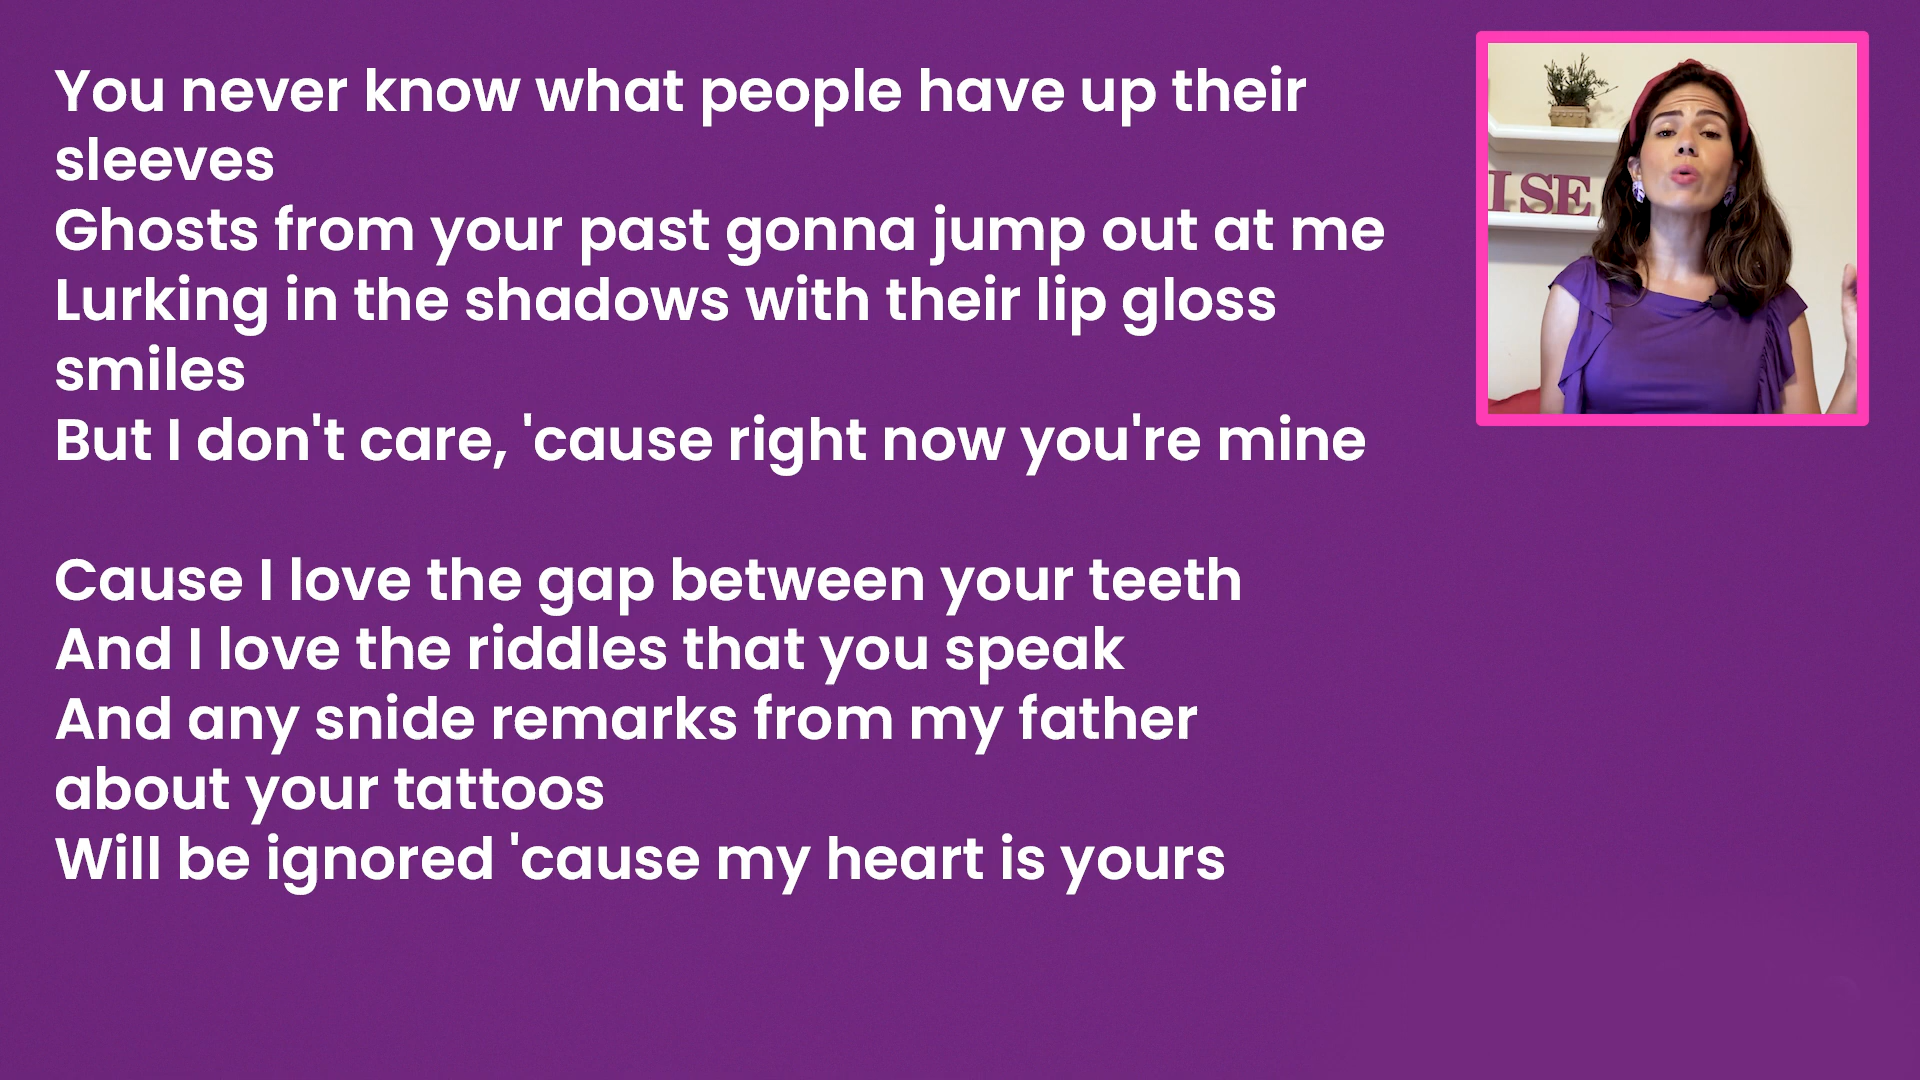 You never know what people have up their
sleeves
Ghosts from your past gonna jump out at me
Lurking in the shadows with their lip gloss
smiles
But I don't care, 'cause right now you're mine
Cause I love the gap between your teeth
And I love the riddles that you speak
And any snide remarks from my father
about your tattoos
Will be ignored 'cause my heart is yours
ISE